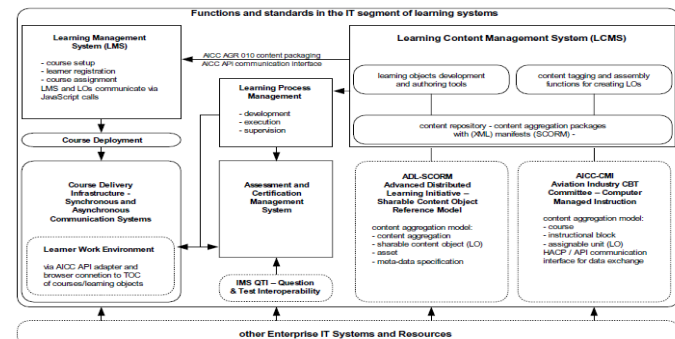 Functions and standards in the IT segment of learning systems
Learning Management
System (LMS)
- course setup
- learner registration
- course assignment
LMS and LOs communicate via
JavaScript calls
AICC AGR 010 content packaging
AICC API communication interface
Learning Content Management System (LCMS)
learning objects development
and authoring tools
content tagging and assembly
functions for creating LOs
content repository - content aggregation packages
with (XML) manifests (SCORM) -
Learning Process
Management
- development
- execution
- supervision
Course Deployment
Course Delivery
Infrastructure -
Synchronous and
Asynchronous
Communication Systems
Learner Work Environment
via AICC API adapter and
browser connection to TOC
of courses/learning objects
Assessment and
Certification Management
System
IMS QTI – Question
& Test Interoperability
ADL-SCORM
Advanced Distributed
Learning Initiative –
Sharable Content Object
Reference Model
content aggregation model:
- content aggregation
- sharable content object (LO)
- asset
- meta-data specification
AICC-CMI
Aviation Industry CBT
Committee – Computer
Managed Instruction
content aggregation model:
- course
- instructional block
- assignable unit (LO)
HACP / API communication
interface for data exchange
other Enterprise IT Systems and Resources